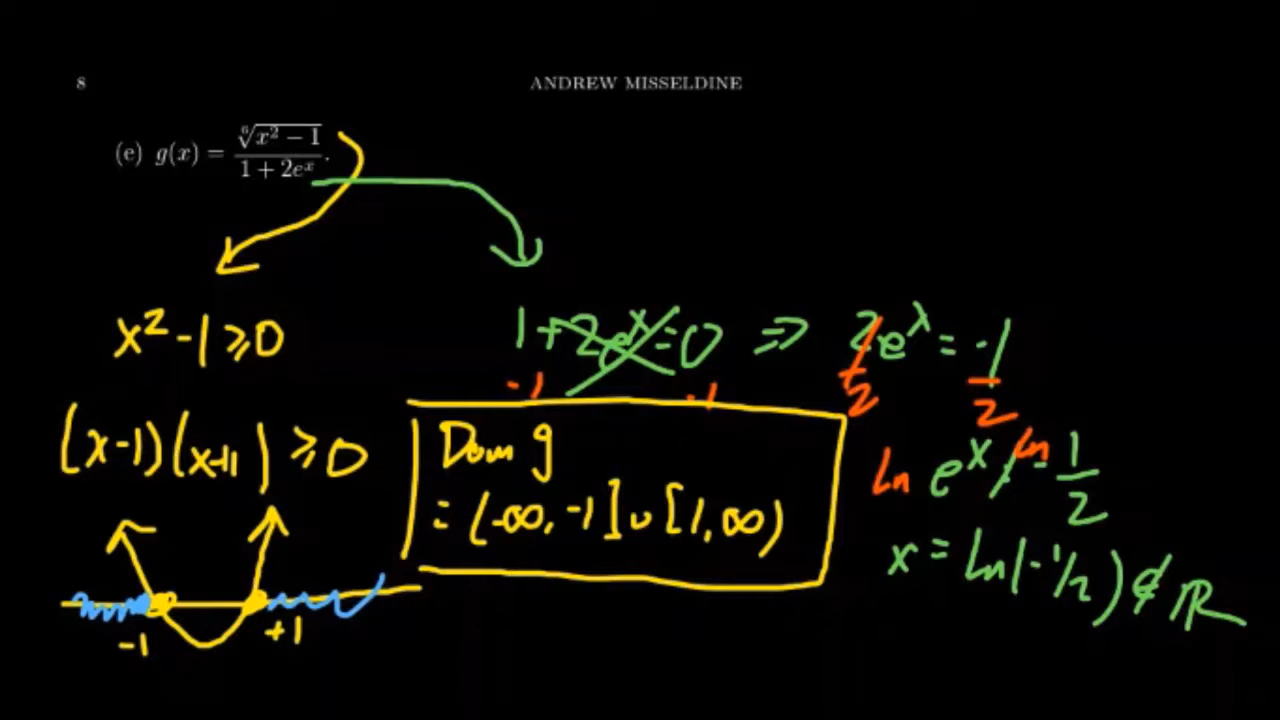 8 ANDREW MISSELDINE
(e) g(x) = ⁶√(x² − 1) / (1 + 2eˣ).
x² - 1 ≥ 0
(x-1)(x+1) ≥ 0
-1 +1
1 + 2eˣ = 0 ⇒ 2eˣ = -1
-1 -1 2 2
Dom g
= (-∞, -1] ∪ [1, ∞)
ln eˣ = ln - 1/2
x = ln(-1/2) ∉ ℝ